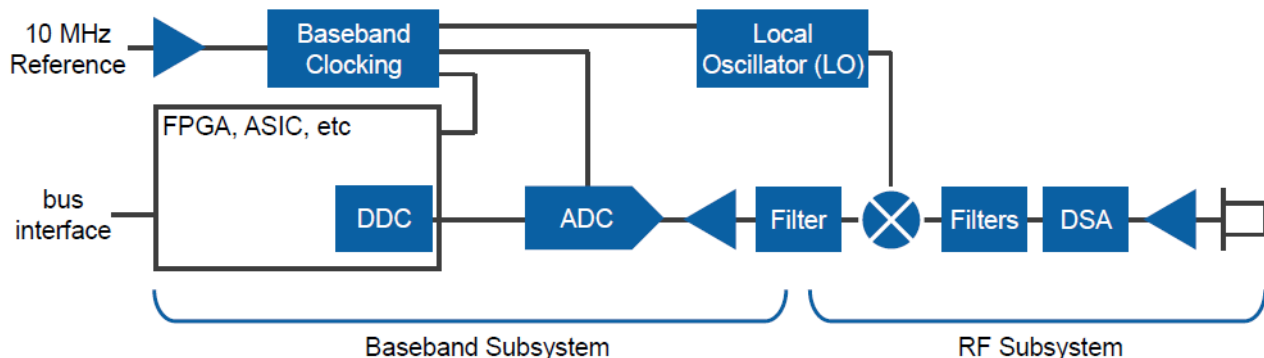 10 MHz
Reference
Baseband
Clocking
Local
Oscillator (LO)
FPGA, ASIC, etc
bus
interface
DDC
ADC
Filter
Filters
DSA
Baseband Subsystem
RF Subsystem